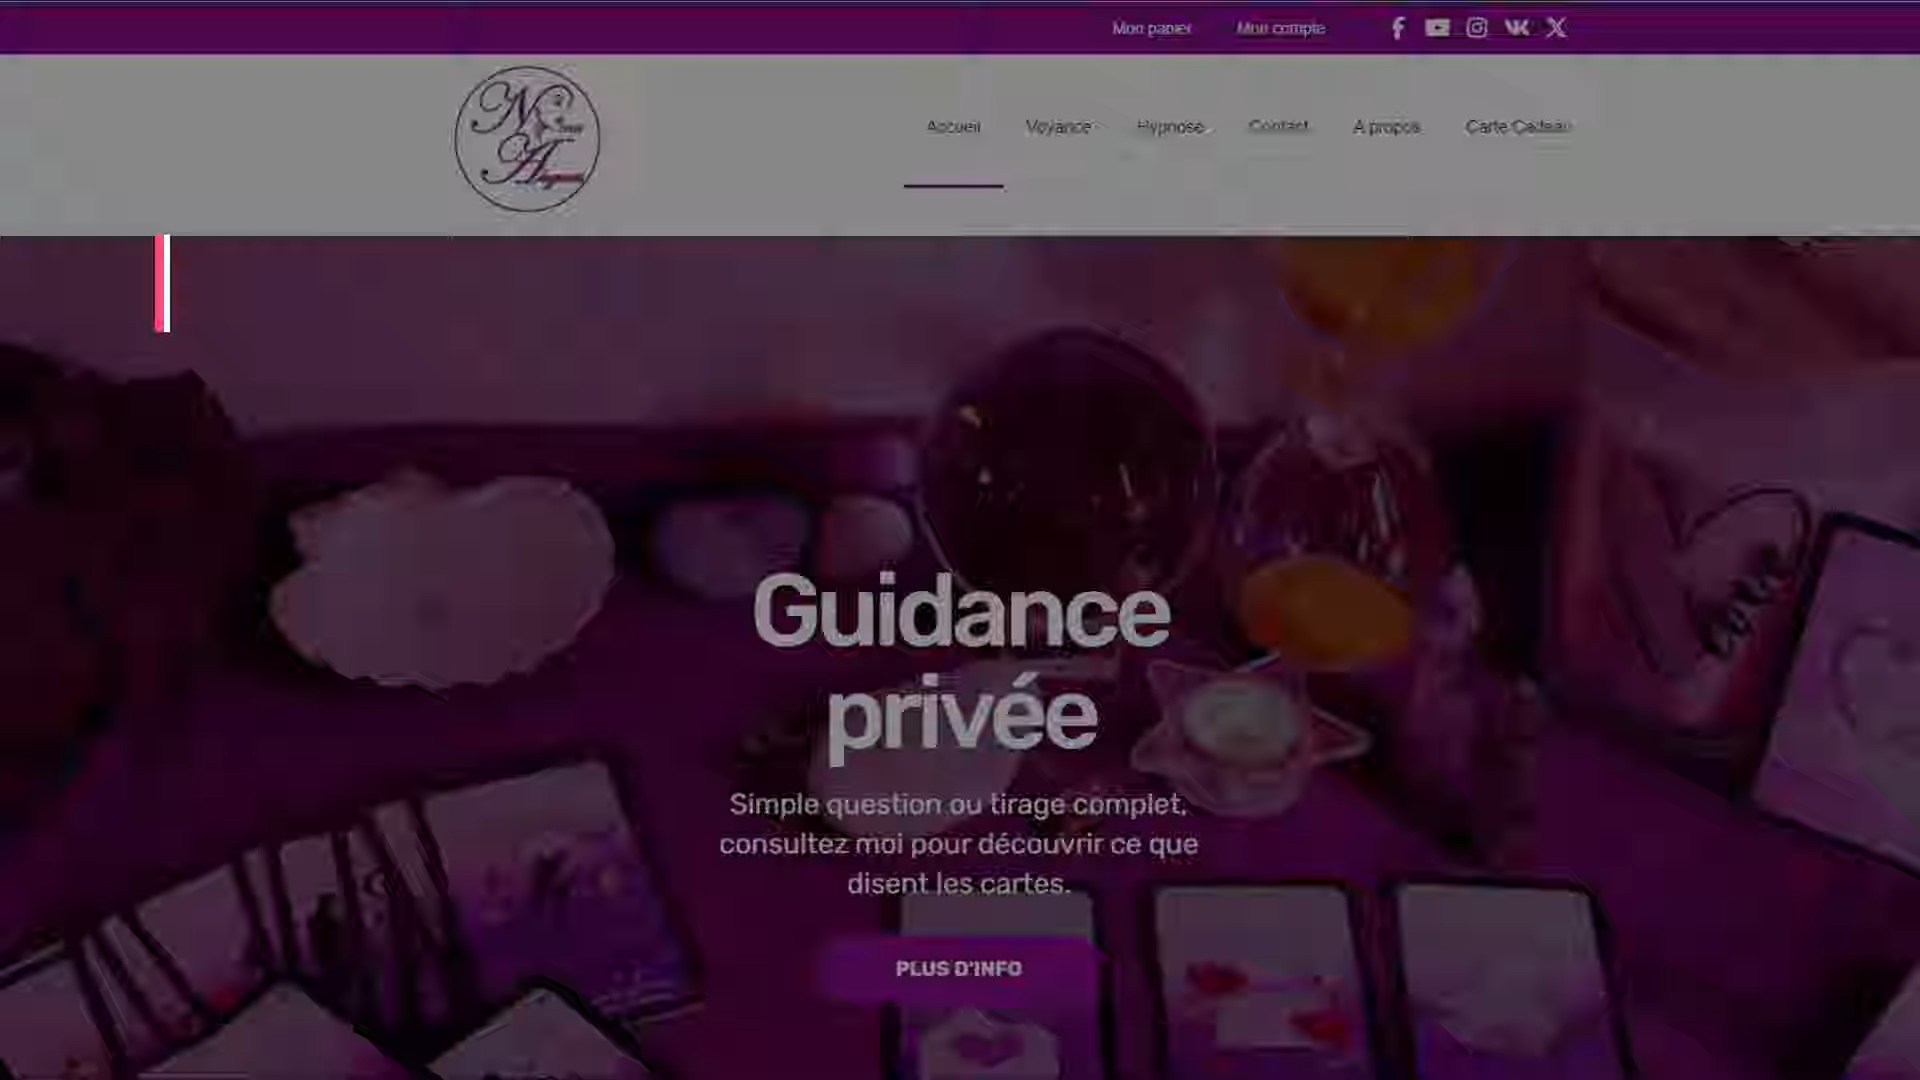 Mon panier Mon compte
Accueil Voyance Hypnose Contact A propos Carte Cadeau
Guidance
privée
Simple question ou tirage complet,
consultez moi pour découvrir ce que
disent les cartes.
PLUS D'INFO